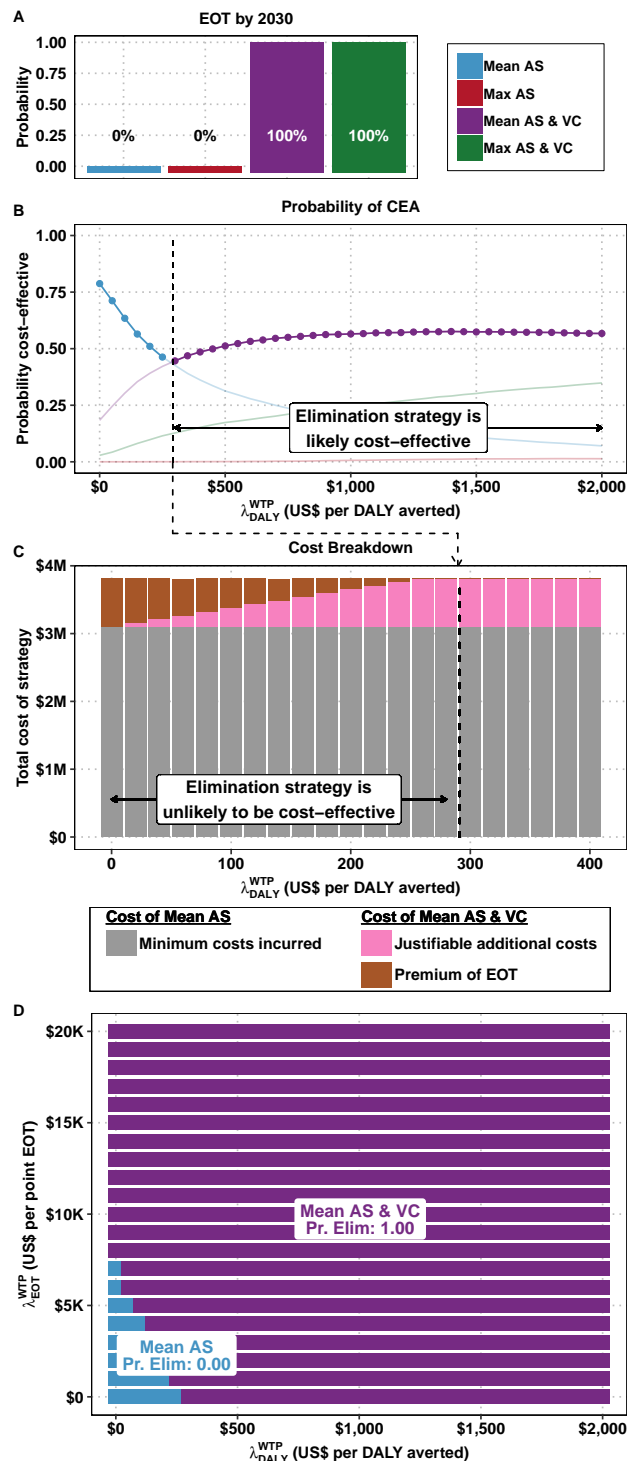 A
EOT by 2030
Probability
1.00
0.75
0.50
0.25
0.00
0%
0%
100%
100%
Mean AS
Max AS
Mean AS & VC
Max AS & VC
B
Probability of CEA
Probability cost–effective
1.00
0.75
0.50
0.25
0.00
Elimination strategy is
likely cost–effective
$0
$500
$1,000
$1,500
$2,000
λ_DALY^WTP (US$ per DALY averted)
C
Cost Breakdown
Total cost of strategy
$4M
$3M
$2M
$1M
$0
Elimination strategy is
unlikely to be cost–effective
0
100
200
300
400
λ_DALY^WTP (US$ per DALY averted)
Cost of Mean AS
Minimum costs incurred
Cost of Mean AS & VC
Justifiable additional costs
Premium of EOT
D
λ_EOT^WTP (US$ per point EOT)
$20K
$15K
$10K
$5K
$0
Mean AS & VC
Pr. Elim: 1.00
Mean AS
Pr. Elim: 0.00
$0
$500
$1,000
$1,500
$2,000
λ_DALY^WTP (US$ per DALY averted)